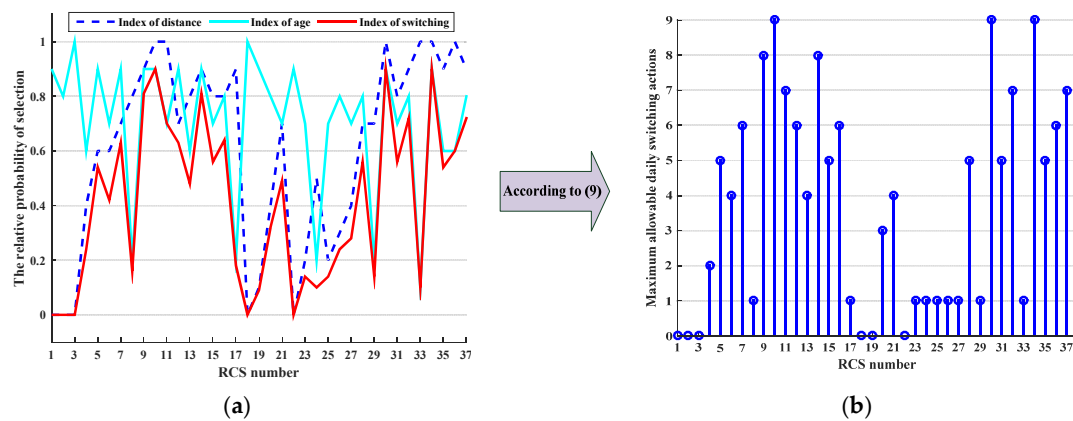 Index of distance Index of age Index of switching
The relative probability of selection
1
0.8
0.6
0.4
0.2
0
1 3 5 7 9 11 13 15 17 19 21 23 25 27 29 31 33 35 37
RCS number
(a)
According to (9)
Maximum allowable daily switching actions
9
8
7
6
5
4
3
2
1
0
1 3 5 7 9 11 13 15 17 19 21 23 25 27 29 31 33 35 37
RCS number
(b)